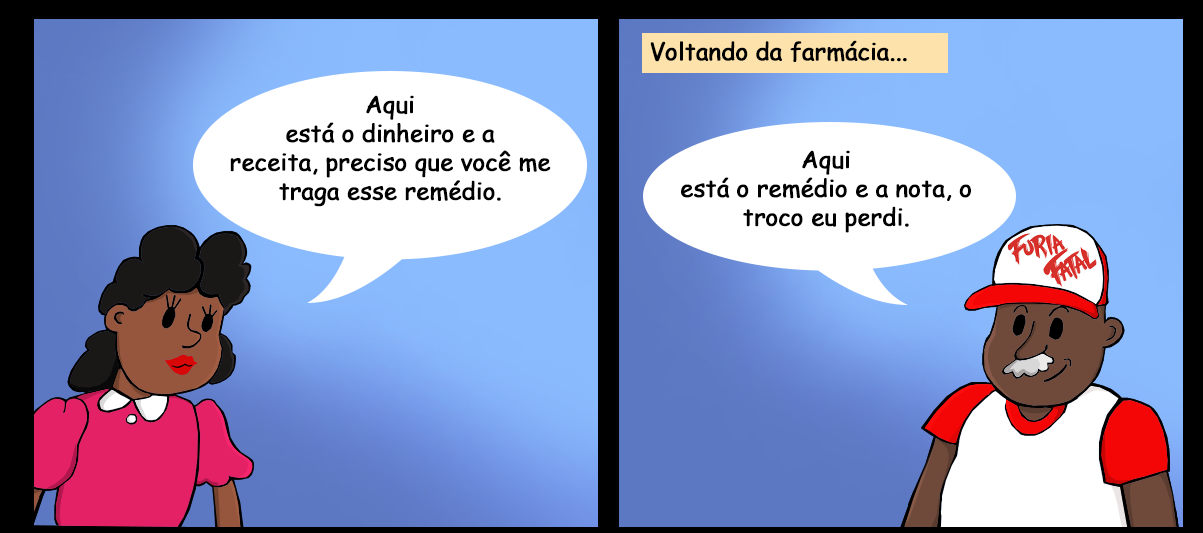 Aqui
está o dinheiro e a
receita, preciso que você me
traga esse remédio.
Voltando da farmácia...
Aqui
está o remédio e a nota, o
troco eu perdi.
FURIA
FATAL